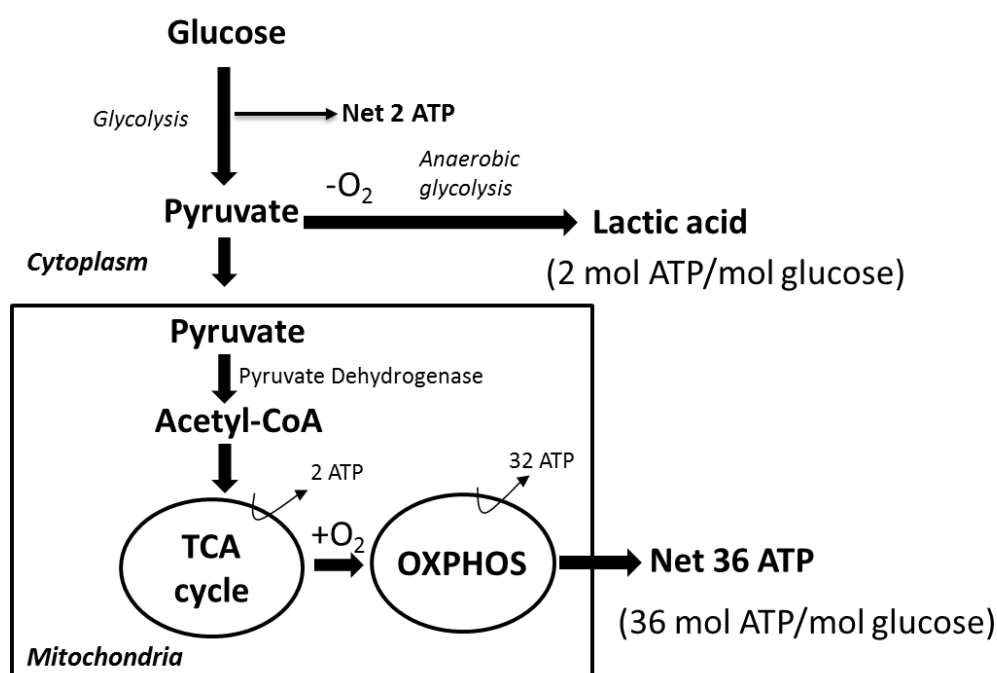 Glucose
Glycolysis
Net 2 ATP
Anaerobic
glycolysis
-O₂
Pyruvate
Lactic acid
Cytoplasm
(2 mol ATP/mol glucose)
Pyruvate
Pyruvate Dehydrogenase
Acetyl-CoA
2 ATP
32 ATP
+O₂
TCA
cycle
OXPHOS
Net 36 ATP
(36 mol ATP/mol glucose)
Mitochondria